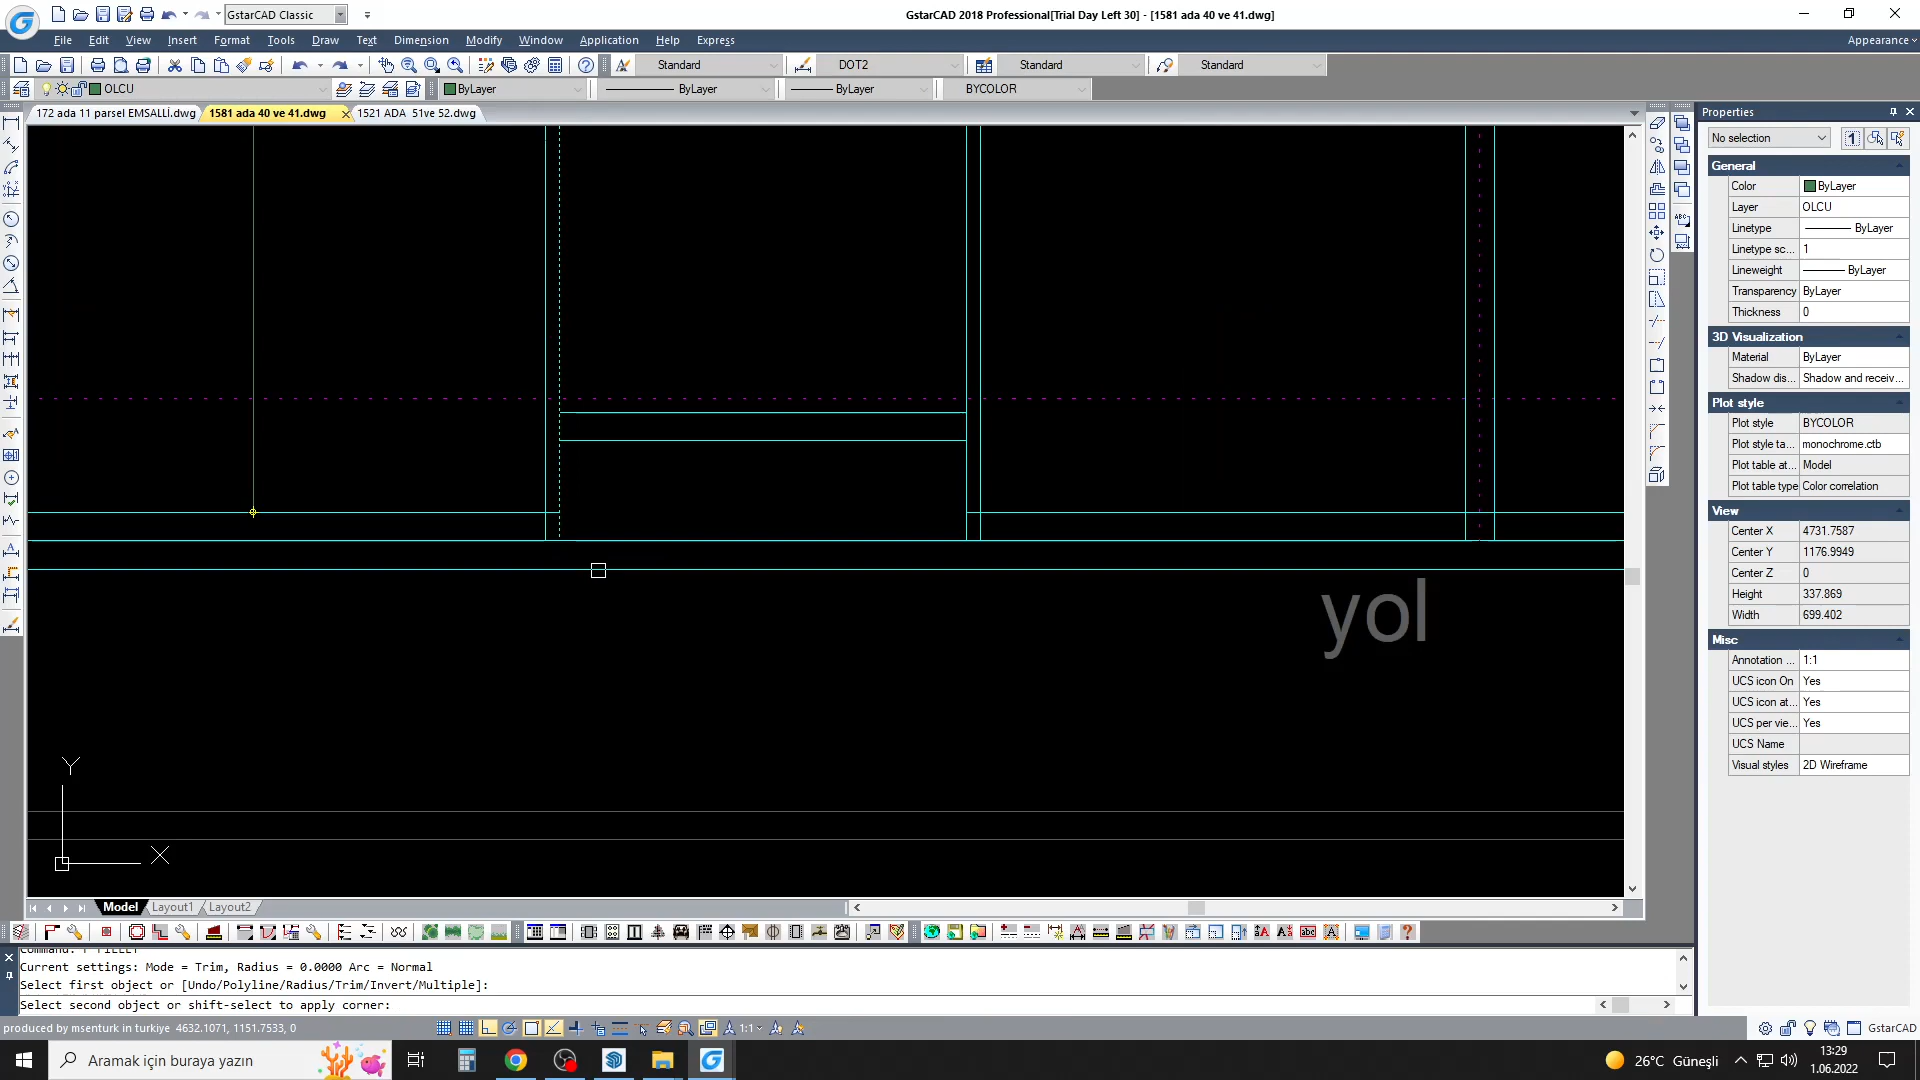 GstarCAD Classic
GstarCAD 2018 Professional[Trial Day Left 30] - [1581 ada 40 ve 41.dwg]
File Edit View Insert Format Tools Draw Text Dimension Modify Window Application Help Express
Appearance
Standard DOT2 Standard Standard
OLCU ByLayer ByLayer ByLayer BYCOLOR
172 ada 11 parsel EMSALLİ.dwg 1581 ada 40 ve 41.dwg 1521 ADA 51ve 52.dwg
Properties
No selection
General
Color ByLayer
Layer OLCU
Linetype ByLayer
Linetype sc... 1
Lineweight ByLayer
Transparency ByLayer
Thickness 0
3D Visualization
Material ByLayer
Shadow dis... Shadow and receiv...
Plot style
Plot style BYCOLOR
Plot style ta... monochrome.ctb
Plot table at... Model
Plot table type Color correlation
View
Center X 4731.7587
Center Y 1176.9949
Center Z 0
Height 337.869
Width 699.402
Misc
Annotation ... 1:1
UCS icon On Yes
UCS icon at... Yes
UCS per vie... Yes
UCS Name
Visual styles 2D Wireframe
yol
Y
X
Model Layout1 Layout2
Command: F FILLET
Current settings: Mode = Trim, Radius = 0.0000 Arc = Normal
Select first object or [Undo/Polyline/Radius/Trim/Invert/Multiple]:
Select second object or shift-select to apply corner:
produced by msenturk in turkiye 4632.1071, 1151.7533, 0
1:1
GstarCAD
Aramak için buraya yazın
26°C Güneşli
13:29
1.06.2022